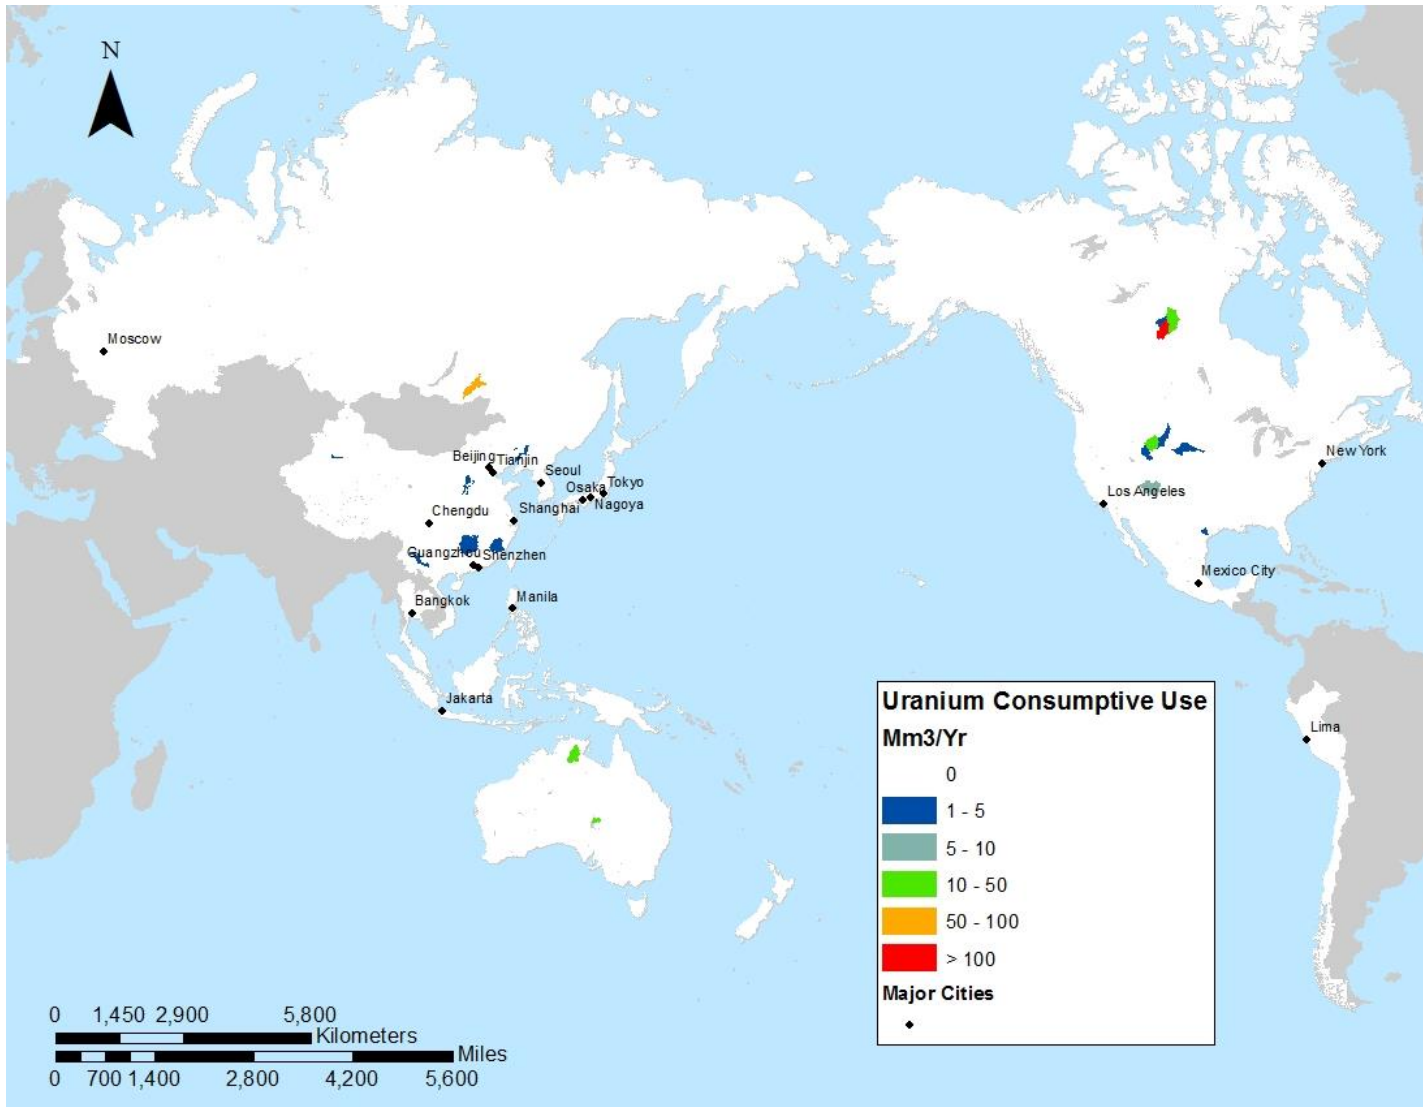 N
Moscow
Beijing
Tianjin
Seoul
Osaka
Tokyo
Nagoya
Chengdu
Shanghai
Guangzhou
Shenzhen
Bangkok
Manila
Jakarta
New York
Los Angeles
Mexico City
Lima
Uranium Consumptive Use
Mm3/Yr
0
1 - 5
5 - 10
10 - 50
50 - 100
> 100
Major Cities
0 1,450 2,900 5,800
Kilometers
Miles
0 700 1,400 2,800 4,200 5,600